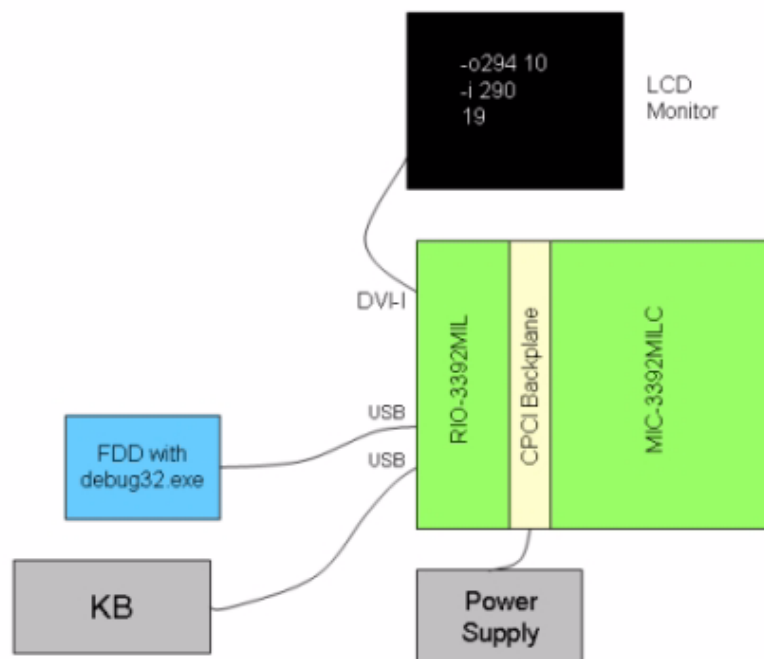 -o294 10
-i 290
19
LCD
Monitor
DVI-I
RIO-3392MIL
CPCI Backplane
MIC-3392MILC
USB
USB
FDD with
debug32.exe
KB
Power
Supply